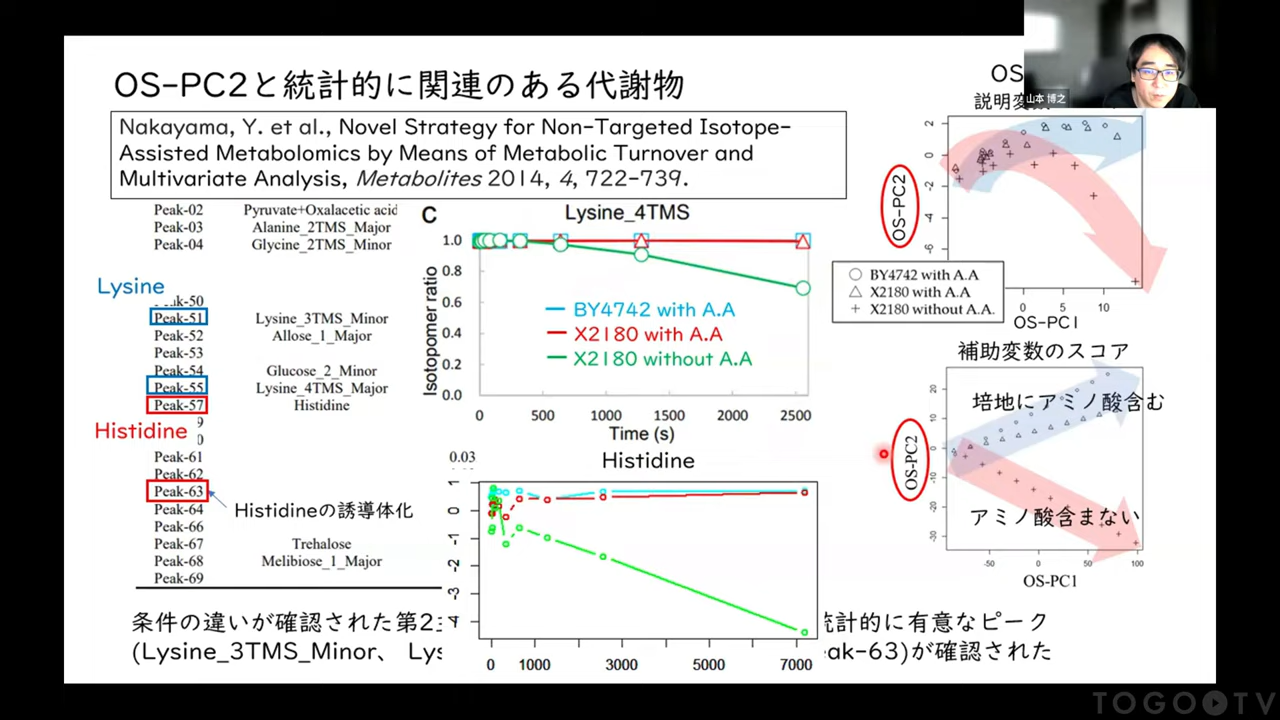 OS-PC2と統計的に関連のある代謝物
Nakayama, Y. et al., Novel Strategy for Non-Targeted Isotope-
Assisted Metabolomics by Means of Metabolic Turnover and
Multivariate Analysis, Metabolites 2014, 4, 722-739.
Peak-02 Pyruvate+Oxalacetic acid
Peak-03 Alanine_2TMS_Major
Peak-04 Glycine_2TMS_Minor
Lysine
Peak-51 Lysine_3TMS_Minor
Peak-52 Allose_1_Major
Peak-53
Peak-54 Glucose_2_Minor
Peak-55 Lysine_4TMS_Major
Peak-57 Histidine
Histidine
Peak-61
Peak-62
Peak-63
Histidineの誘導体化
Peak-64
Peak-66
Peak-67 Trehalose
Peak-68 Melibiose_1_Major
Peak-69
C
Lysine_4TMS
Isotopomer ratio
1.0
0.8
0.6
0.4
0.2
0.0
BY4742 with A.A
X2180 with A.A
X2180 without A.A
0 500 1000 1500 2000 2500
Time (s)
0.03
Histidine
1
0
-1
-2
-3
0 1000 3000 5000 7000
OS
説明変
山本 博之
OS-PC2
2
0
-2
-4
-6
BY4742 with A.A
X2180 with A.A
X2180 without A.A.
0 5 10
OS-PC1
補助変数のスコア
培地にアミノ酸含む
OS-PC2
20
10
0
-10
-20
-30
アミノ酸含まない
-50 0 50 100
OS-PC1
条件の違いが確認された第2 統計的に有意なピーク
(Lysine_3TMS_Minor、 Lys eak-63)が確認された
TOGO TV